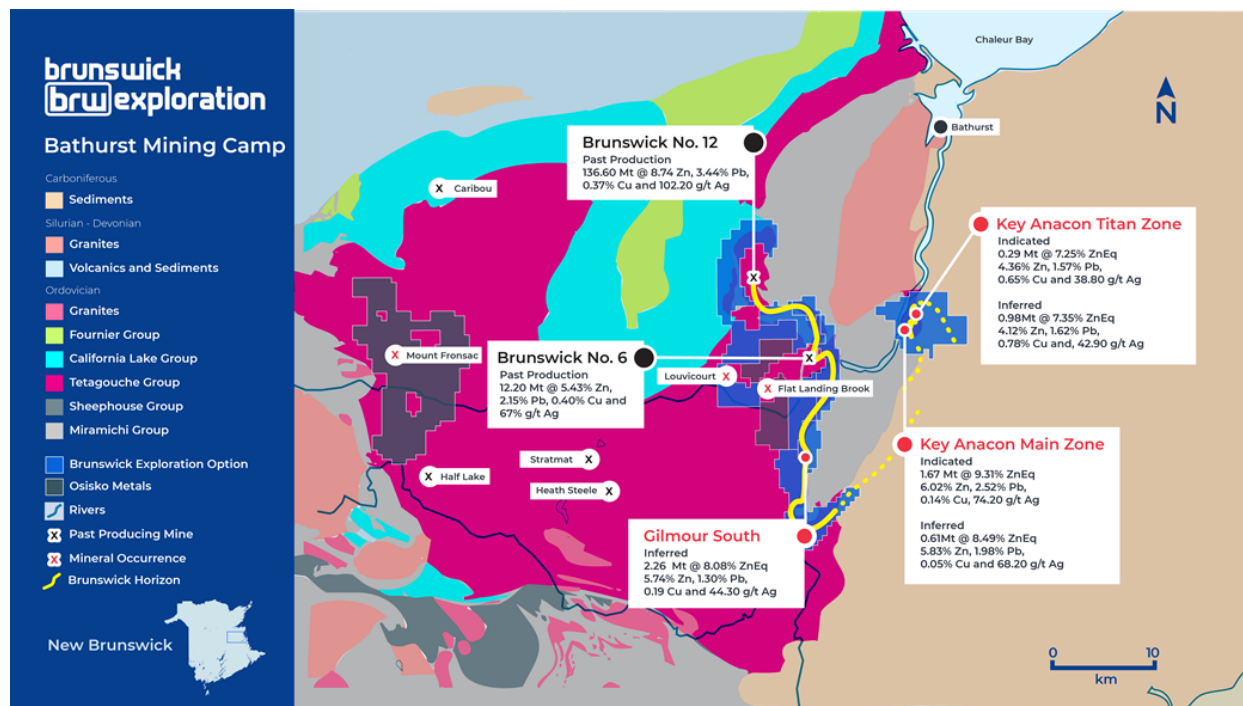 brunswick
brw exploration
Bathurst Mining Camp
Carboniferous
Sediments
Silurian - Devonian
Granites
Volcanics and Sediments
Ordovician
Granites
Fournier Group
California Lake Group
Tetagouche Group
Sheephouse Group
Miramichi Group
Brunswick Exploration Option
Osisko Metals
Rivers
X Past Producing Mine
X Mineral Occurrence
Brunswick Horizon
New Brunswick
Chaleur Bay
N
Bathurst
Brunswick No. 12
Past Production
136.60 Mt @ 8.74 Zn, 3.44% Pb,
0.37% Cu and 102.20 g/t Ag
X Caribou
X
Key Anacon Titan Zone
Indicated
0.29 Mt @ 7.25% ZnEq
4.36% Zn, 1.57% Pb,
0.65% Cu and 38.80 g/t Ag
Inferred
0.98Mt @ 7.35% ZnEq
4.12% Zn, 1.62% Pb,
0.78% Cu and, 42.90 g/t Ag
X Mount Fronsac
Brunswick No. 6
Past Production
12.20 Mt @ 5.43% Zn,
2.15% Pb, 0.40% Cu and
67% g/t Ag
X
Louvicourt X
X Flat Landing Brook
Key Anacon Main Zone
Indicated
1.67 Mt @ 9.31% ZnEq
6.02% Zn, 2.52% Pb,
0.14% Cu, 74.20 g/t Ag
Inferred
0.61Mt @ 8.49% ZnEq
5.83% Zn, 1.98% Pb,
0.05% Cu and 68.20 g/t Ag
Stratmat X
X Half Lake
Heath Steele X
Gilmour South
Inferred
2.26 Mt @ 8.08% ZnEq
5.74% Zn, 1.30% Pb,
0.19 Cu and 44.30 g/t Ag
0 10
km